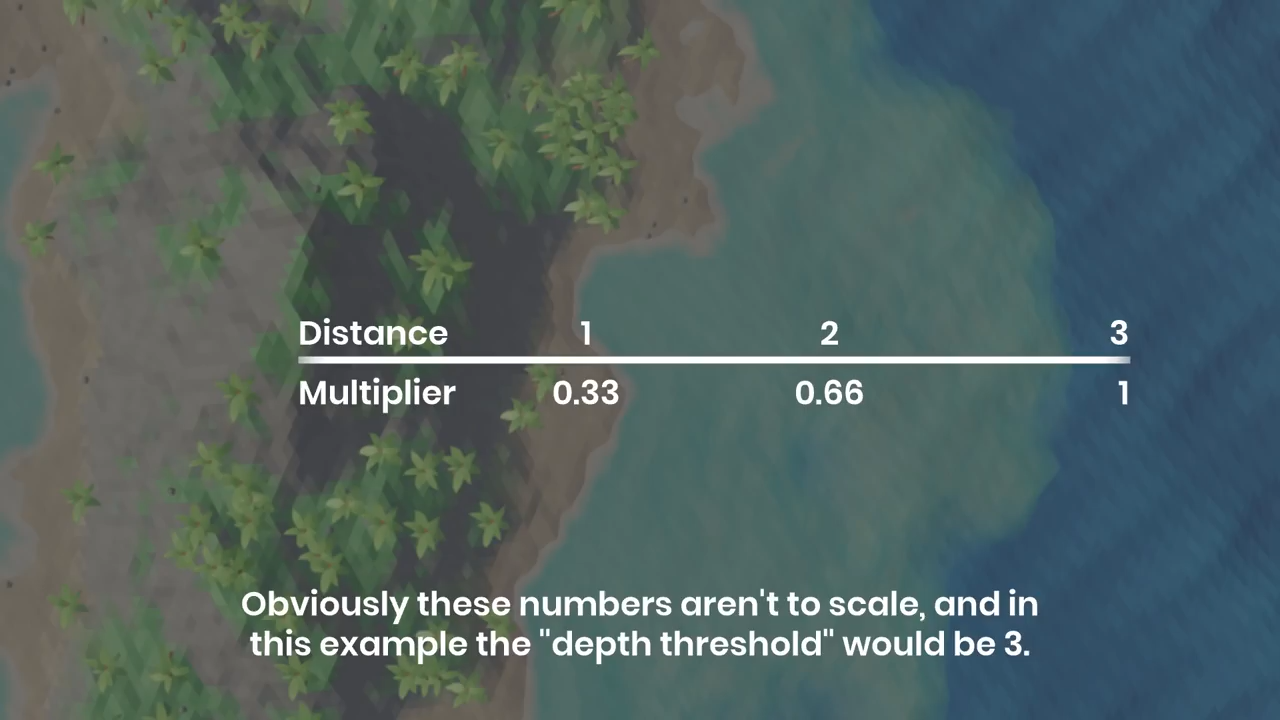 Distance 1 2 3
Multiplier 0.33 0.66 1
Obviously these numbers aren't to scale, and in
this example the "depth threshold" would be 3.